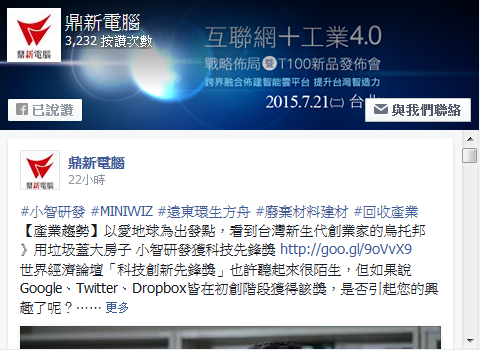 鼎新電腦
3,232 按讚次數
鼎新電腦
互聯網＋工業4.0
戰略佈局暨T100新品發佈會
跨界融合佈建智能雲平台 提升台灣智造力
2015.7.21(二) 台北
已說讚
與我們聯絡
鼎新電腦
鼎新電腦
22小時
#小智研發 #MINIWIZ #遠東環生方舟 #廢棄材料建材 #回收產業
【產業趨勢】以愛地球為出發點，看到台灣新生代創業家的烏托邦
》用垃圾蓋大房子 小智研發獲科技先鋒獎 http://goo.gl/9oVvX9
世界經濟論壇「科技創新先鋒獎」也許聽起來很陌生，但如果說
Google、Twitter、Dropbox皆在初創階段獲得該獎，是否引起您的興
趣了呢？⋯⋯ 更多